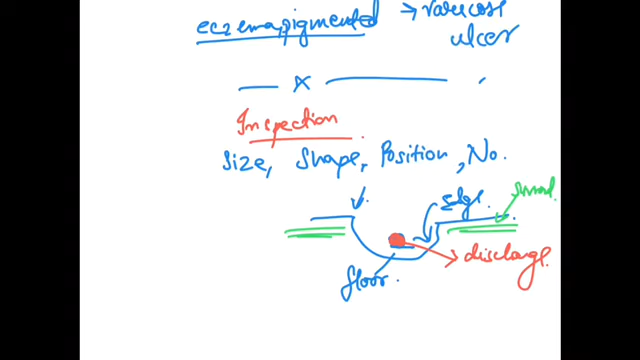 eczema, pigmented → varicose
ulcer
Inspection
Size, Shape, Position, No.
Edge
discharge.
floor.